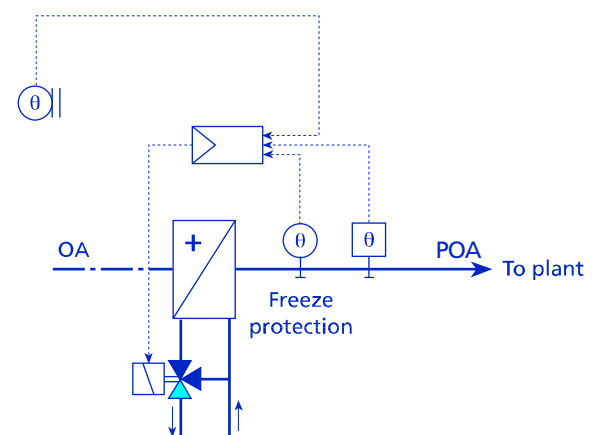 θ
+
θ
θ
OA
POA
To plant
Freeze
protection